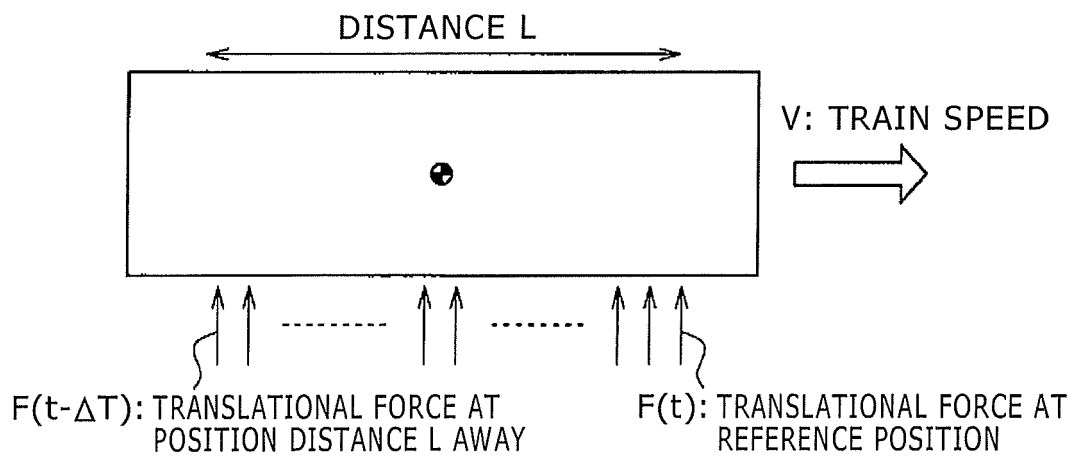 DISTANCE L
V: TRAIN SPEED
F(t-ΔT): TRANSLATIONAL FORCE AT
POSITION DISTANCE L AWAY
F(t): TRANSLATIONAL FORCE AT
REFERENCE POSITION